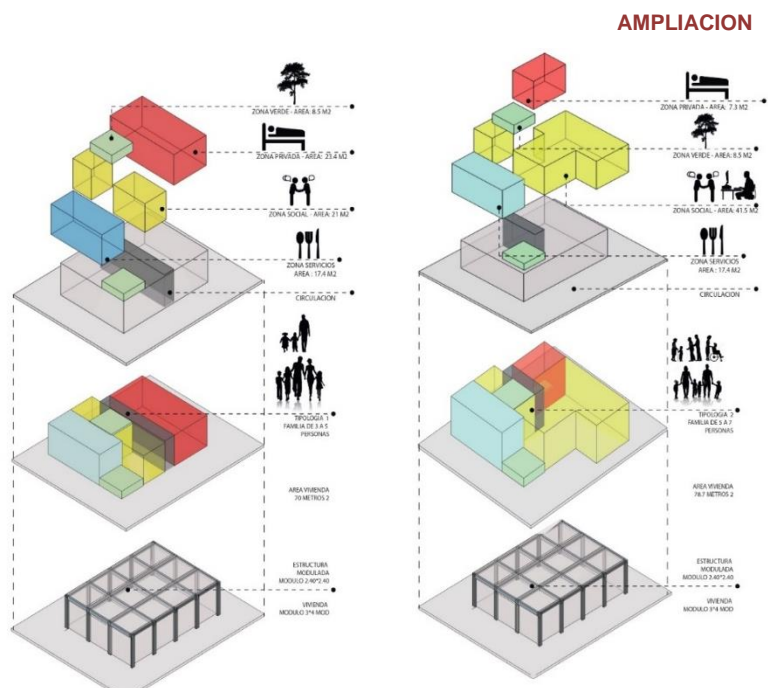 AMPLIACION
ZONA VERDE - AREA: 8.5 M2
ZONA PRIVADA - AREA: 23.4 M2
ZONA SOCIAL - AREA: 21 M2
ZONA SERVICIOS
AREA : 17.4 M2
CIRCULACION
TIPOLOGIA 1
FAMILIA DE 3 A 5
PERSONAS
AREA VIVIENDA
70 METROS 2
ESTRUCTURA
MODULADA
MODULO 2.40*2.40
VIVIENDA
MODULO 3*4 MOD
ZONA PRIVADA - AREA: 7.3 M2
ZONA VERDE - AREA: 8.5 M2
ZONA SOCIAL - AREA: 41.5 M2
ZONA SERVICIOS
AREA : 17.4 M2
CIRCULACION
TIPOLOGIA 2
FAMILIA DE 5 A 7
PERSONAS
AREA VIVIENDA
78.7 METROS 2
ESTRUCTURA
MODULADA
MODULO 2.40*2.40
VIVIENDA
MODULO 3*4 MOD